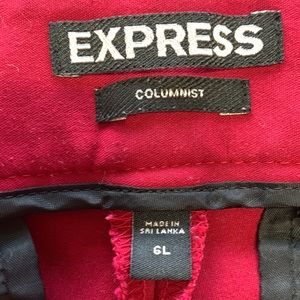 EXPRESS
COLUMNIST
MADE IN
SRI LANKA
6L